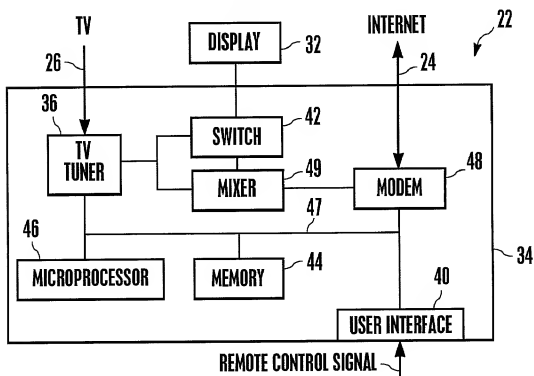 TV
INTERNET
22
DISPLAY
32
26
24
36
42
SWITCH
TV
TUNER
49
MIXER
48
MODEM
47
46
34
MICROPROCESSOR
MEMORY
44
40
USER INTERFACE
REMOTE CONTROL SIGNAL